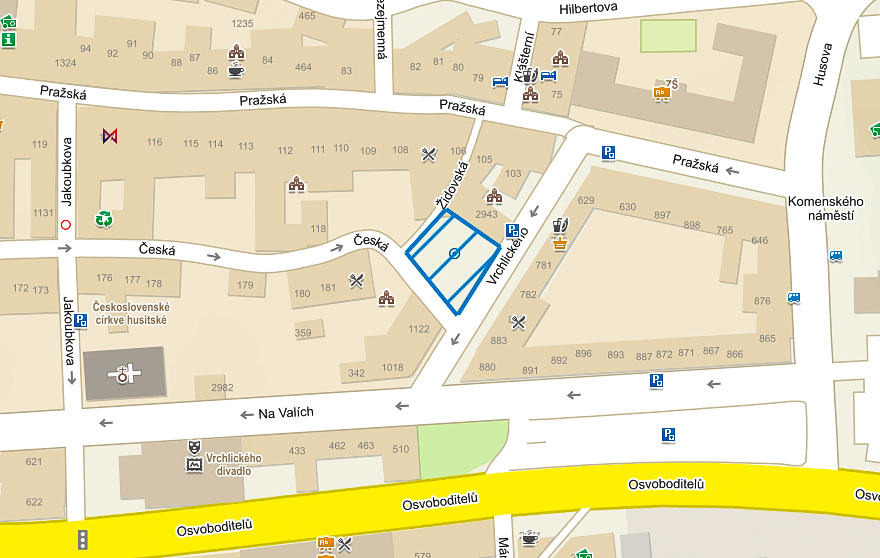 Hilbertova
465
1235
77
ezejmenná
Klášterní
Husova
94
92
90
88
87
86
464
83
82
81
80
79
75
1324
ZŠ
Pražská
Pražská
Pražská
Pražská
119
116
115
114
113
112
111
110
109
108
106
105
103
Jakoubkova
Židovská
Komenského
náměstí
1131
118
2943
629
630
897
898
765
646
Česká
Česká
Vrchlického
781
782
876
172
173
176
177
178
179
180
181
Československé
církve husitské
Jakoubkova
359
1122
883
865
342
1018
880
891
892
896
893
887
872
871
867
866
2982
Na Valích
621
622
Vrchlického
divadlo
433
462
463
510
Osvoboditelů
Osvoboditelů
Osvoboditelů
Osvo
Már
579